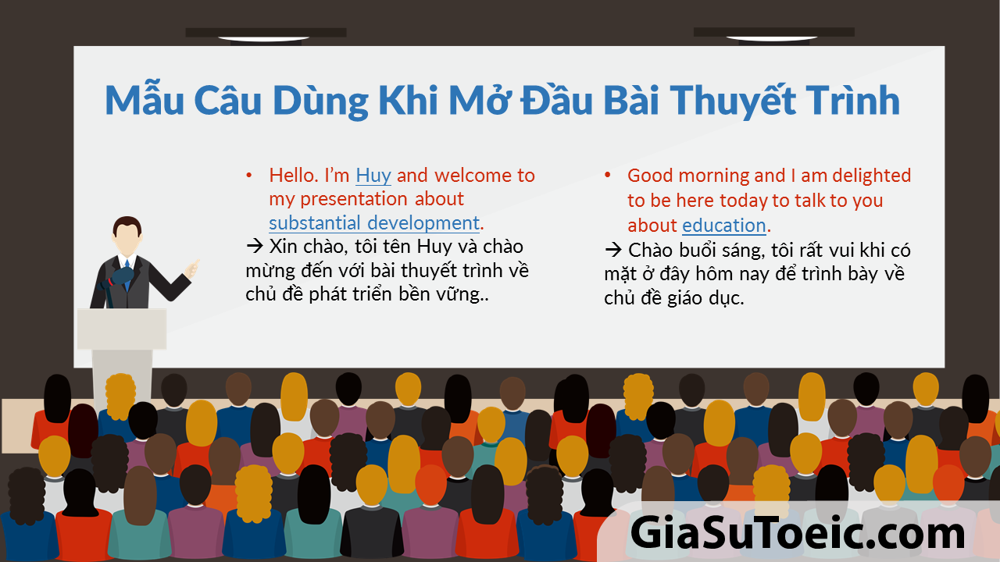 Mẫu Câu Dùng Khi Mở Đầu Bài Thuyết Trình
• Hello. I’m Huy and welcome to
my presentation about
substantial development.
→ Xin chào, tôi tên Huy và chào
mừng đến với bài thuyết trình về
chủ đề phát triển bền vững..
• Good morning and I am delighted
to be here today to talk to you
about education.
→ Chào buổi sáng, tôi rất vui khi có
mặt ở đây hôm nay để trình bày về
chủ đề giáo dục.
GiaSuToeic.com